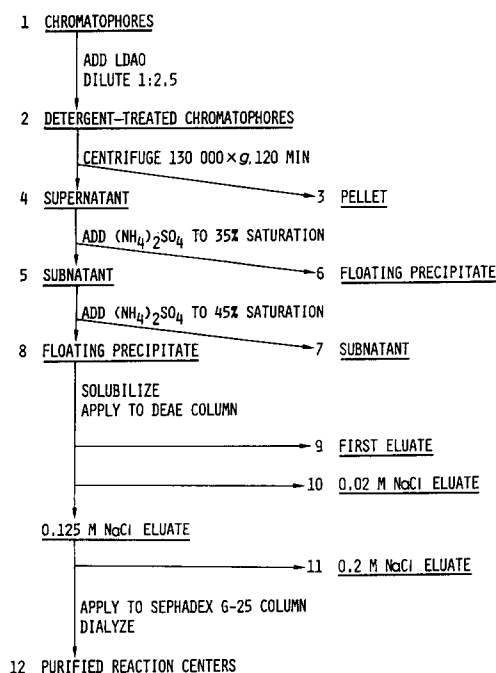 1 CHROMATOPHORES
ADD LDAO
DILUTE 1:2.5
2 DETERGENT-TREATED CHROMATOPHORES
CENTRIFUGE 130 000×g, 120 MIN
3 PELLET
4 SUPERNATANT
ADD (NH4)2SO4 TO 35% SATURATION
5 SUBNATANT
6 FLOATING PRECIPITATE
ADD (NH4)2SO4 TO 45% SATURATION
8 FLOATING PRECIPITATE
7 SUBNATANT
SOLUBILIZE
APPLY TO DEAE COLUMN
9 FIRST ELUATE
10 0.02 M NaCl ELUATE
0.125 M NaCl ELUATE
11 0.2 M NaCl ELUATE
APPLY TO SEPHADEX G-25 COLUMN
DIALYZE
12 PURIFIED REACTION CENTERS